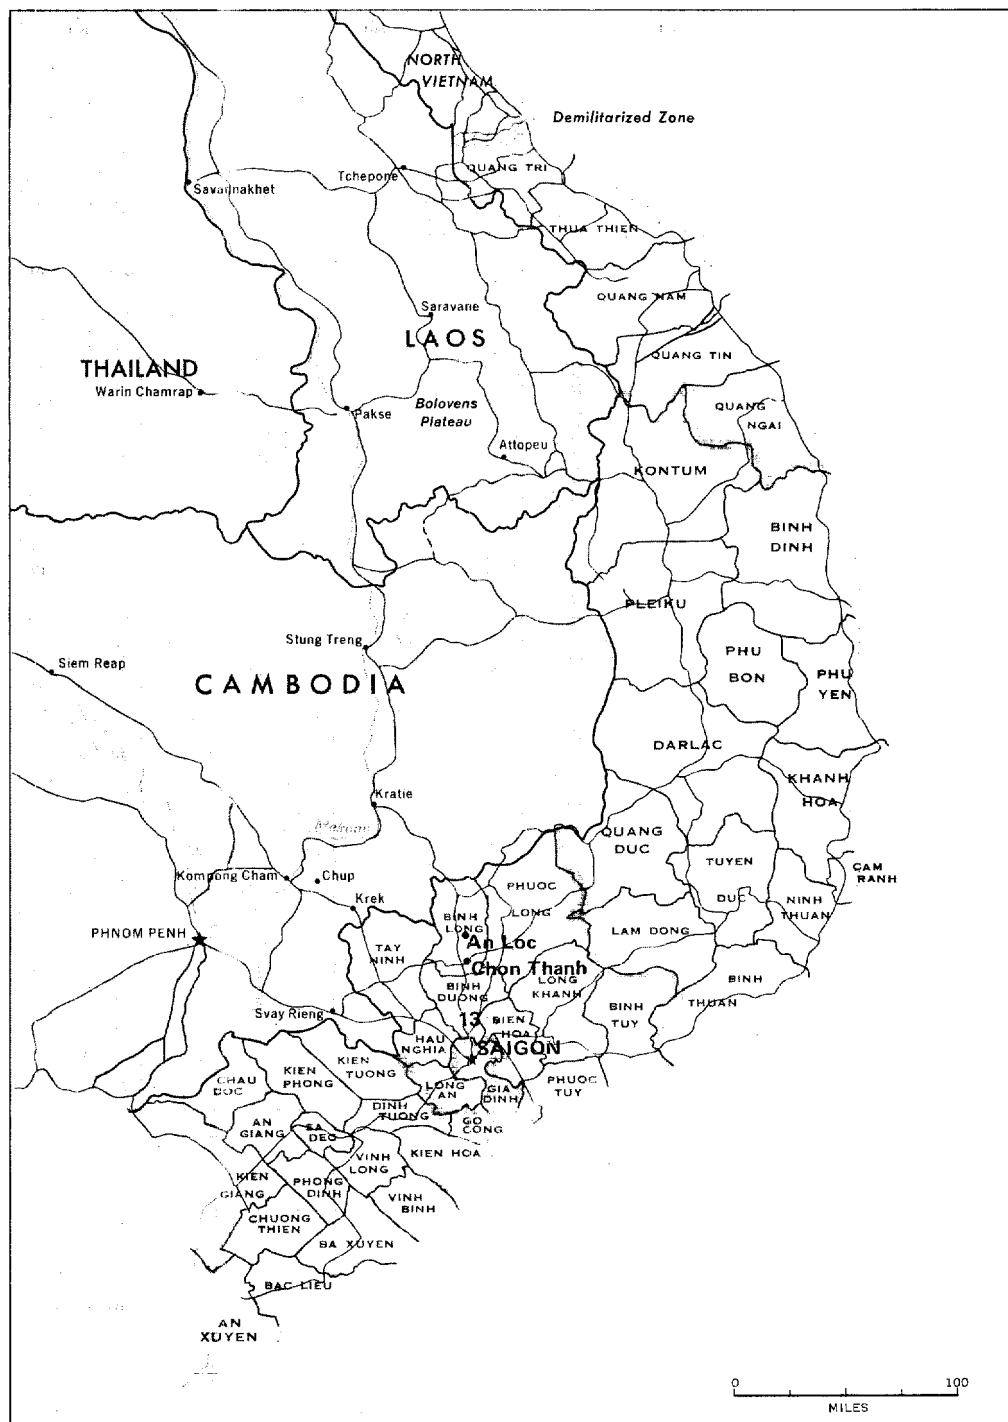 NORTH
VIETNAM
Demilitarized Zone
QUANG TRI
Tchepone
Savannakhet
THUA THIEN
QUANG NAM
Saravane
LAOS
QUANG TIN
THAILAND
Warin Chamrap
Pakse
Bolovens
Plateau
QUANG
NGAI
Attopeu
KONTUM
BINH
DINH
PLEIKU
Stung Treng
Siem Reap
CAMBODIA
PHU
BON
PHU
YEN
DARLAC
KHANH
HOA
Kratie
Mekong
QUANG
DUC
TUYEN
DUC
CAM
RANH
Kompong Cham
Chup
Krek
PHUOC
LONG
NINH
THUAN
BINH
LONG
PHNOM PENH
An Loc
LAM DONG
TAY
NINH
Chon Thanh
BINH
DUONG
LONG
KHANH
BINH
THUAN
BINH
TUY
Svay Rieng
13
BIEN
HOA
HAU
NGHIA
SAIGON
KIEN
TUONG
KIEN
PHONG
CHAU
DOC
LONG
AN
GIA
DINH
PHUOC
TUY
DINH
TUONG
GO
CONG
AN
GIANG
SA
DEC
VINH
LONG
KIEN HOA
KIEN
GIANG
PHONG
DINH
VINH
BINH
CHUONG
THIEN
BA XUYEN
BAC LIEU
AN
XUYEN
0 100
MILES